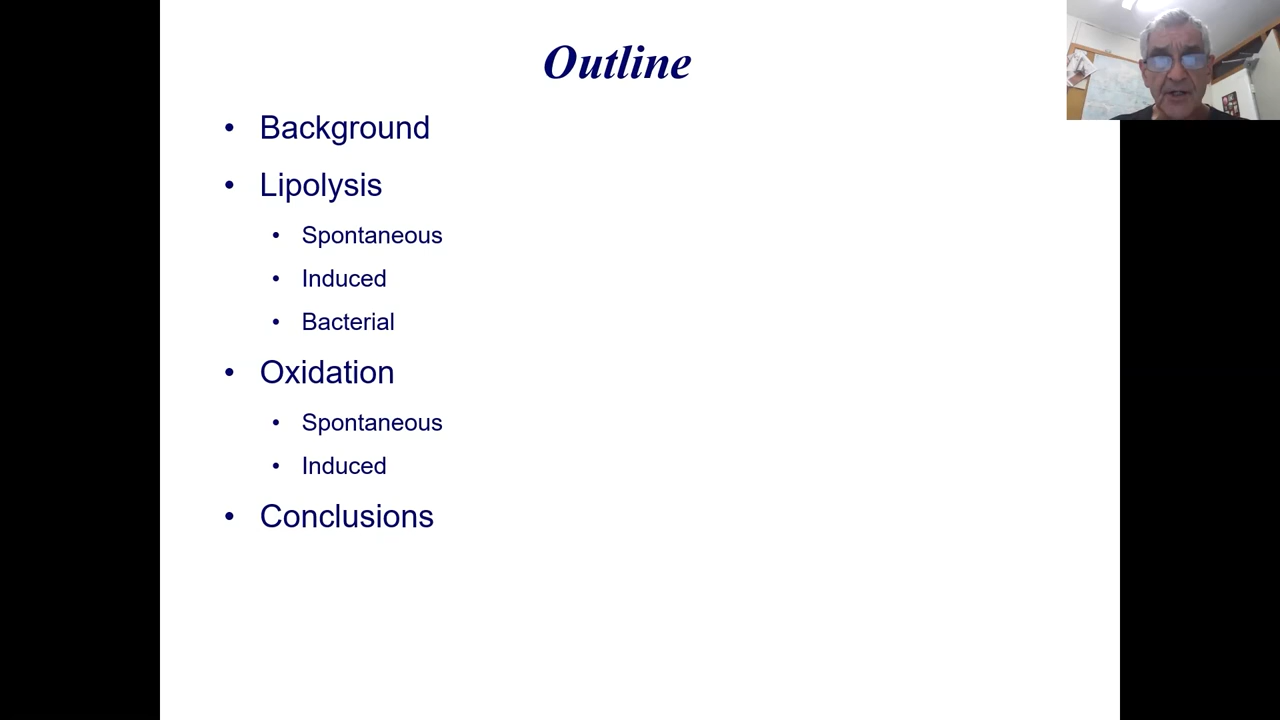 Outline
• Background
• Lipolysis
• Spontaneous
• Induced
• Bacterial
• Oxidation
• Spontaneous
• Induced
• Conclusions